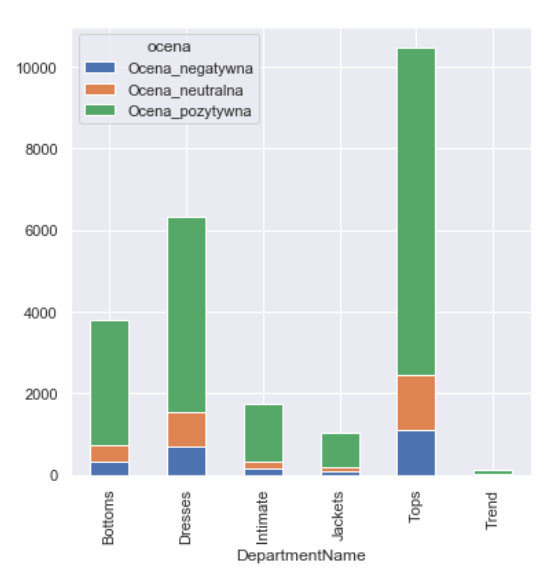 ocena
Ocena_negatywna
Ocena_neutralna
Ocena_pozytywna
10000
8000
6000
4000
2000
0
Bottoms
Dresses
Intimate
Jackets
Tops
Trend
DepartmentName